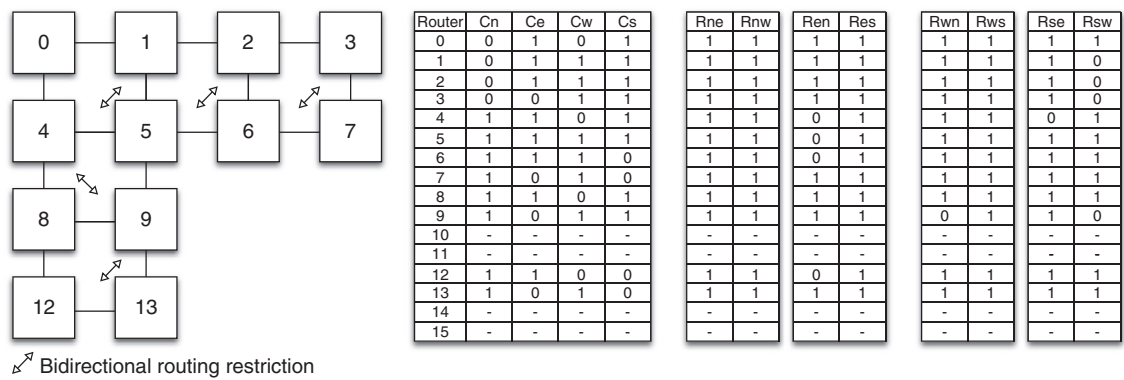 0 1 2 3
4 5 6 7
8 9
12 13
Bidirectional routing restriction
Router Cn Ce Cw Cs Rne Rnw Ren Res Rwn Rws Rse Rsw
0 0 1 0 1 1 1 1 1 1 1 1 1
1 0 1 1 1 1 1 1 1 1 1 1 0
2 0 1 1 1 1 1 1 1 1 1 1 0
3 0 0 1 1 1 1 1 1 1 1 1 0
4 1 1 0 1 1 1 0 1 1 1 0 1
5 1 1 1 1 1 1 0 1 1 1 1 1
6 1 1 1 0 1 1 0 1 1 1 1 1
7 1 0 1 0 1 1 1 1 1 1 1 1
8 1 1 0 1 1 1 1 1 1 1 1 1
9 1 0 1 1 1 1 1 1 0 1 1 0
10 - - - - - - - - - - - -
11 - - - - - - - - - - - -
12 1 1 0 0 1 1 0 1 1 1 1 1
13 1 0 1 0 1 1 1 1 1 1 1 1
14 - - - - - - - - - - - -
15 - - - - - - - - - - - -